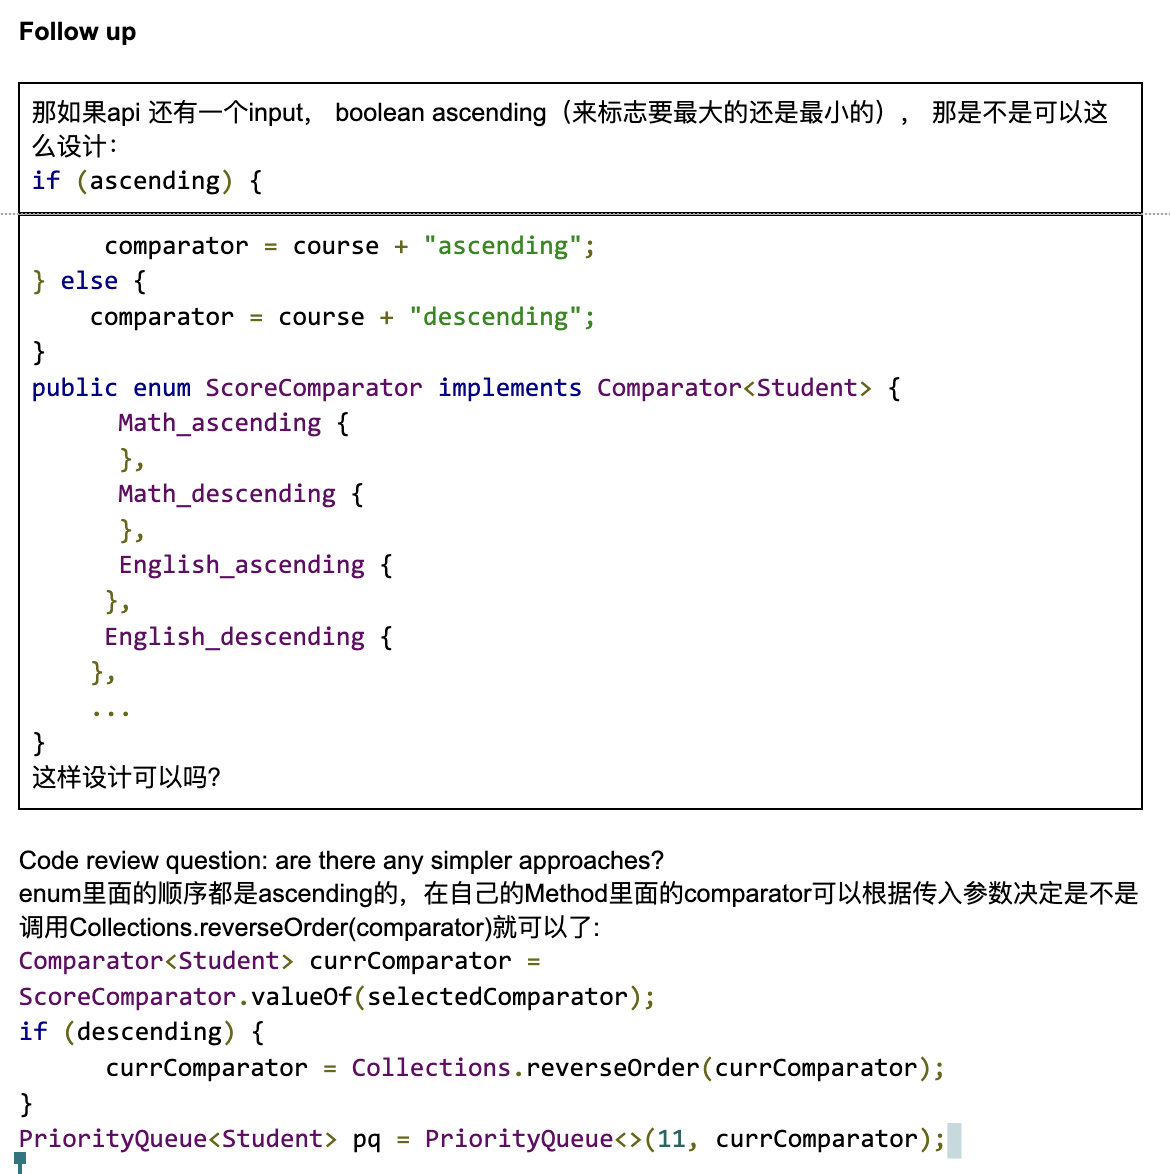 Follow up
那如果api 还有一个input， boolean ascending（来标志要最大的还是最小的）， 那是不是可以这
么设计：
if (ascending) {
comparator = course + "ascending";
} else {
comparator = course + "descending";
}
public enum ScoreComparator implements Comparator<Student> {
Math_ascending {
},
Math_descending {
},
English_ascending {
},
English_descending {
},
...
}
这样设计可以吗?
Code review question: are there any simpler approaches?
enum里面的顺序都是ascending的，在自己的Method里面的comparator可以根据传入参数决定是不是
调用Collections.reverseOrder(comparator)就可以了:
Comparator<Student> currComparator =
ScoreComparator.valueOf(selectedComparator);
if (descending) {
currComparator = Collections.reverseOrder(currComparator);
}
PriorityQueue<Student> pq = PriorityQueue<>(11, currComparator);